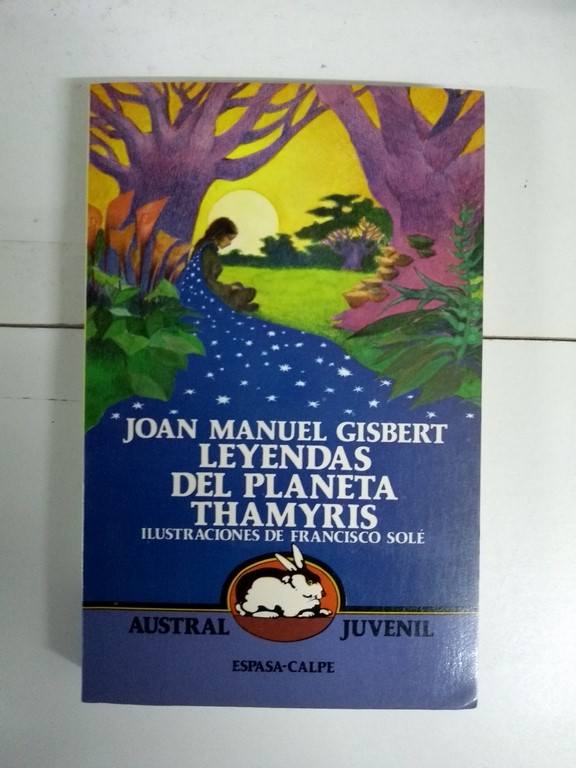 JOAN MANUEL GISBERT
LEYENDAS
DEL PLANETA
THAMYRIS
ILUSTRACIONES DE FRANCISCO SOLÉ
AUSTRAL JUVENIL
ESPASA-CALPE